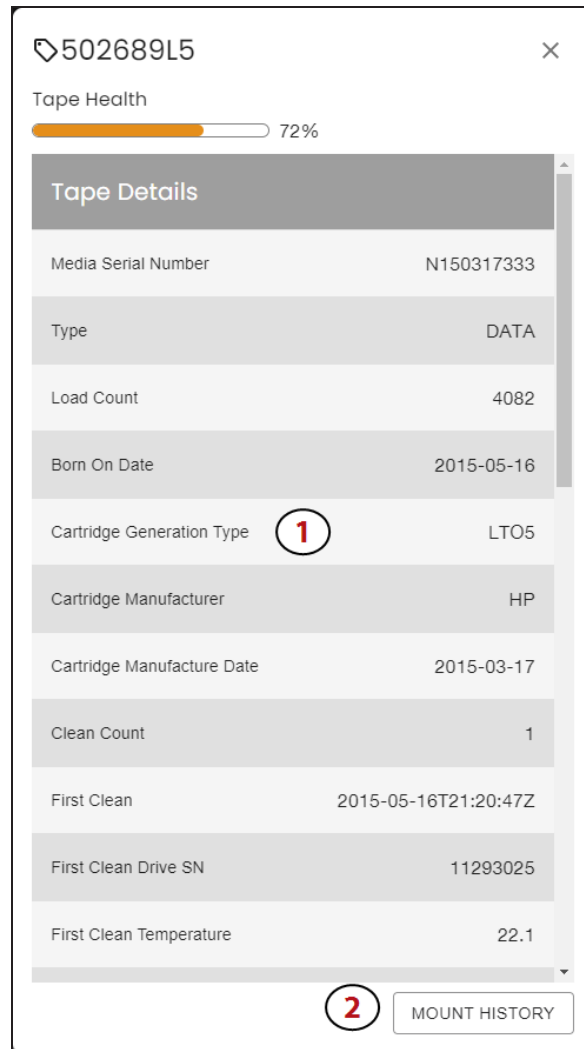 502689L5
Tape Health
72%
Tape Details
Media Serial Number N150317333
Type DATA
Load Count 4082
Born On Date 2015-05-16
Cartridge Generation Type 1 LTO5
Cartridge Manufacturer HP
Cartridge Manufacture Date 2015-03-17
Clean Count 1
First Clean 2015-05-16T21:20:47Z
First Clean Drive SN 11293025
First Clean Temperature 22.1
2 MOUNT HISTORY